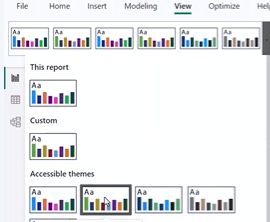 File Home Insert Modeling View Optimize Help
Aa Aa Aa Aa Aa Aa
This report
Aa
Custom
Aa
Accessible themes
Aa Aa Aa Aa